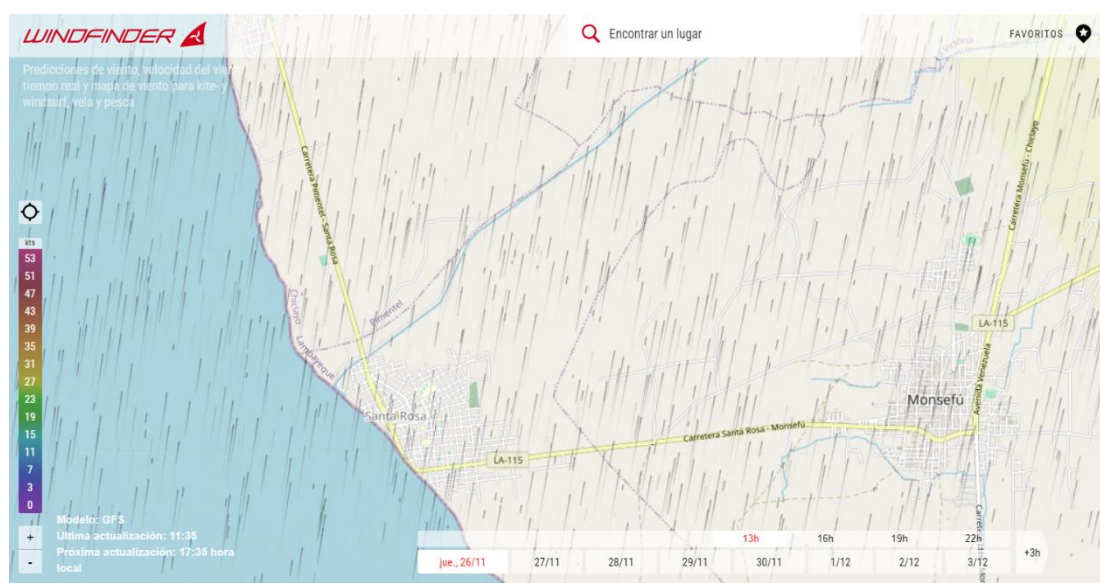 WINDFINDER
Encontrar un lugar
FAVORITOS
Predicciones de viento, velocidad del vie
tiempo real y mapa de viento para kite- y
windsurf, vela y pesca
La Victoria
Carretera Pimentel - Santa Rosa
Carretera Monsefú - Chiclayo
kts
53
51
47
43
39
35
31
27
23
19
15
11
7
3
0
Chiclayo
Lambayeque
Pimentel
LA-115
Avenida Venezuela
Monsefú
Santa Rosa
Carretera Santa Rosa - Monsefú
LA-115
Modelo: GFS
Última actualización: 11:35
Próxima actualización: 17:35 hora
local
+
-
13h
16h
19h
22h
+3h
jue., 26/11
27/11
28/11
29/11
30/11
1/12
2/12
3/12